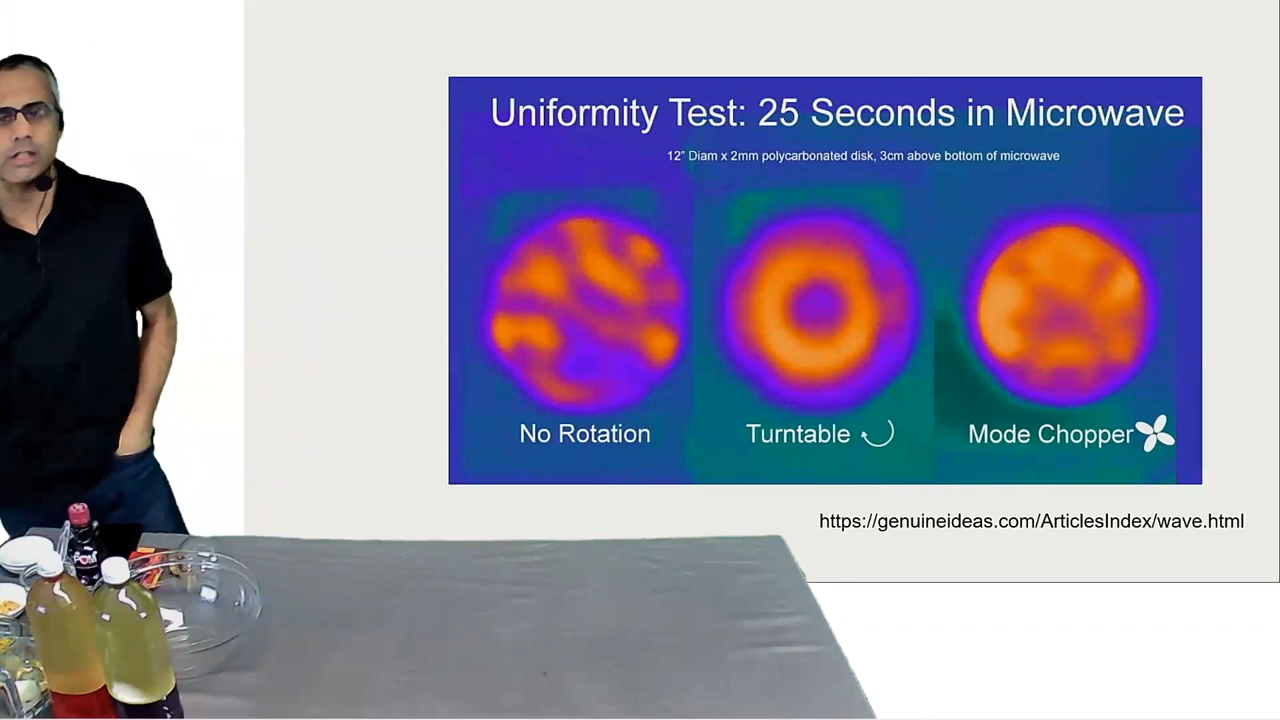 Uniformity Test: 25 Seconds in Microwave
12" Diam x 2mm polycarbonated disk, 3cm above bottom of microwave
No Rotation
Turntable
Mode Chopper
https://genuineideas.com/ArticlesIndex/wave.html
POM